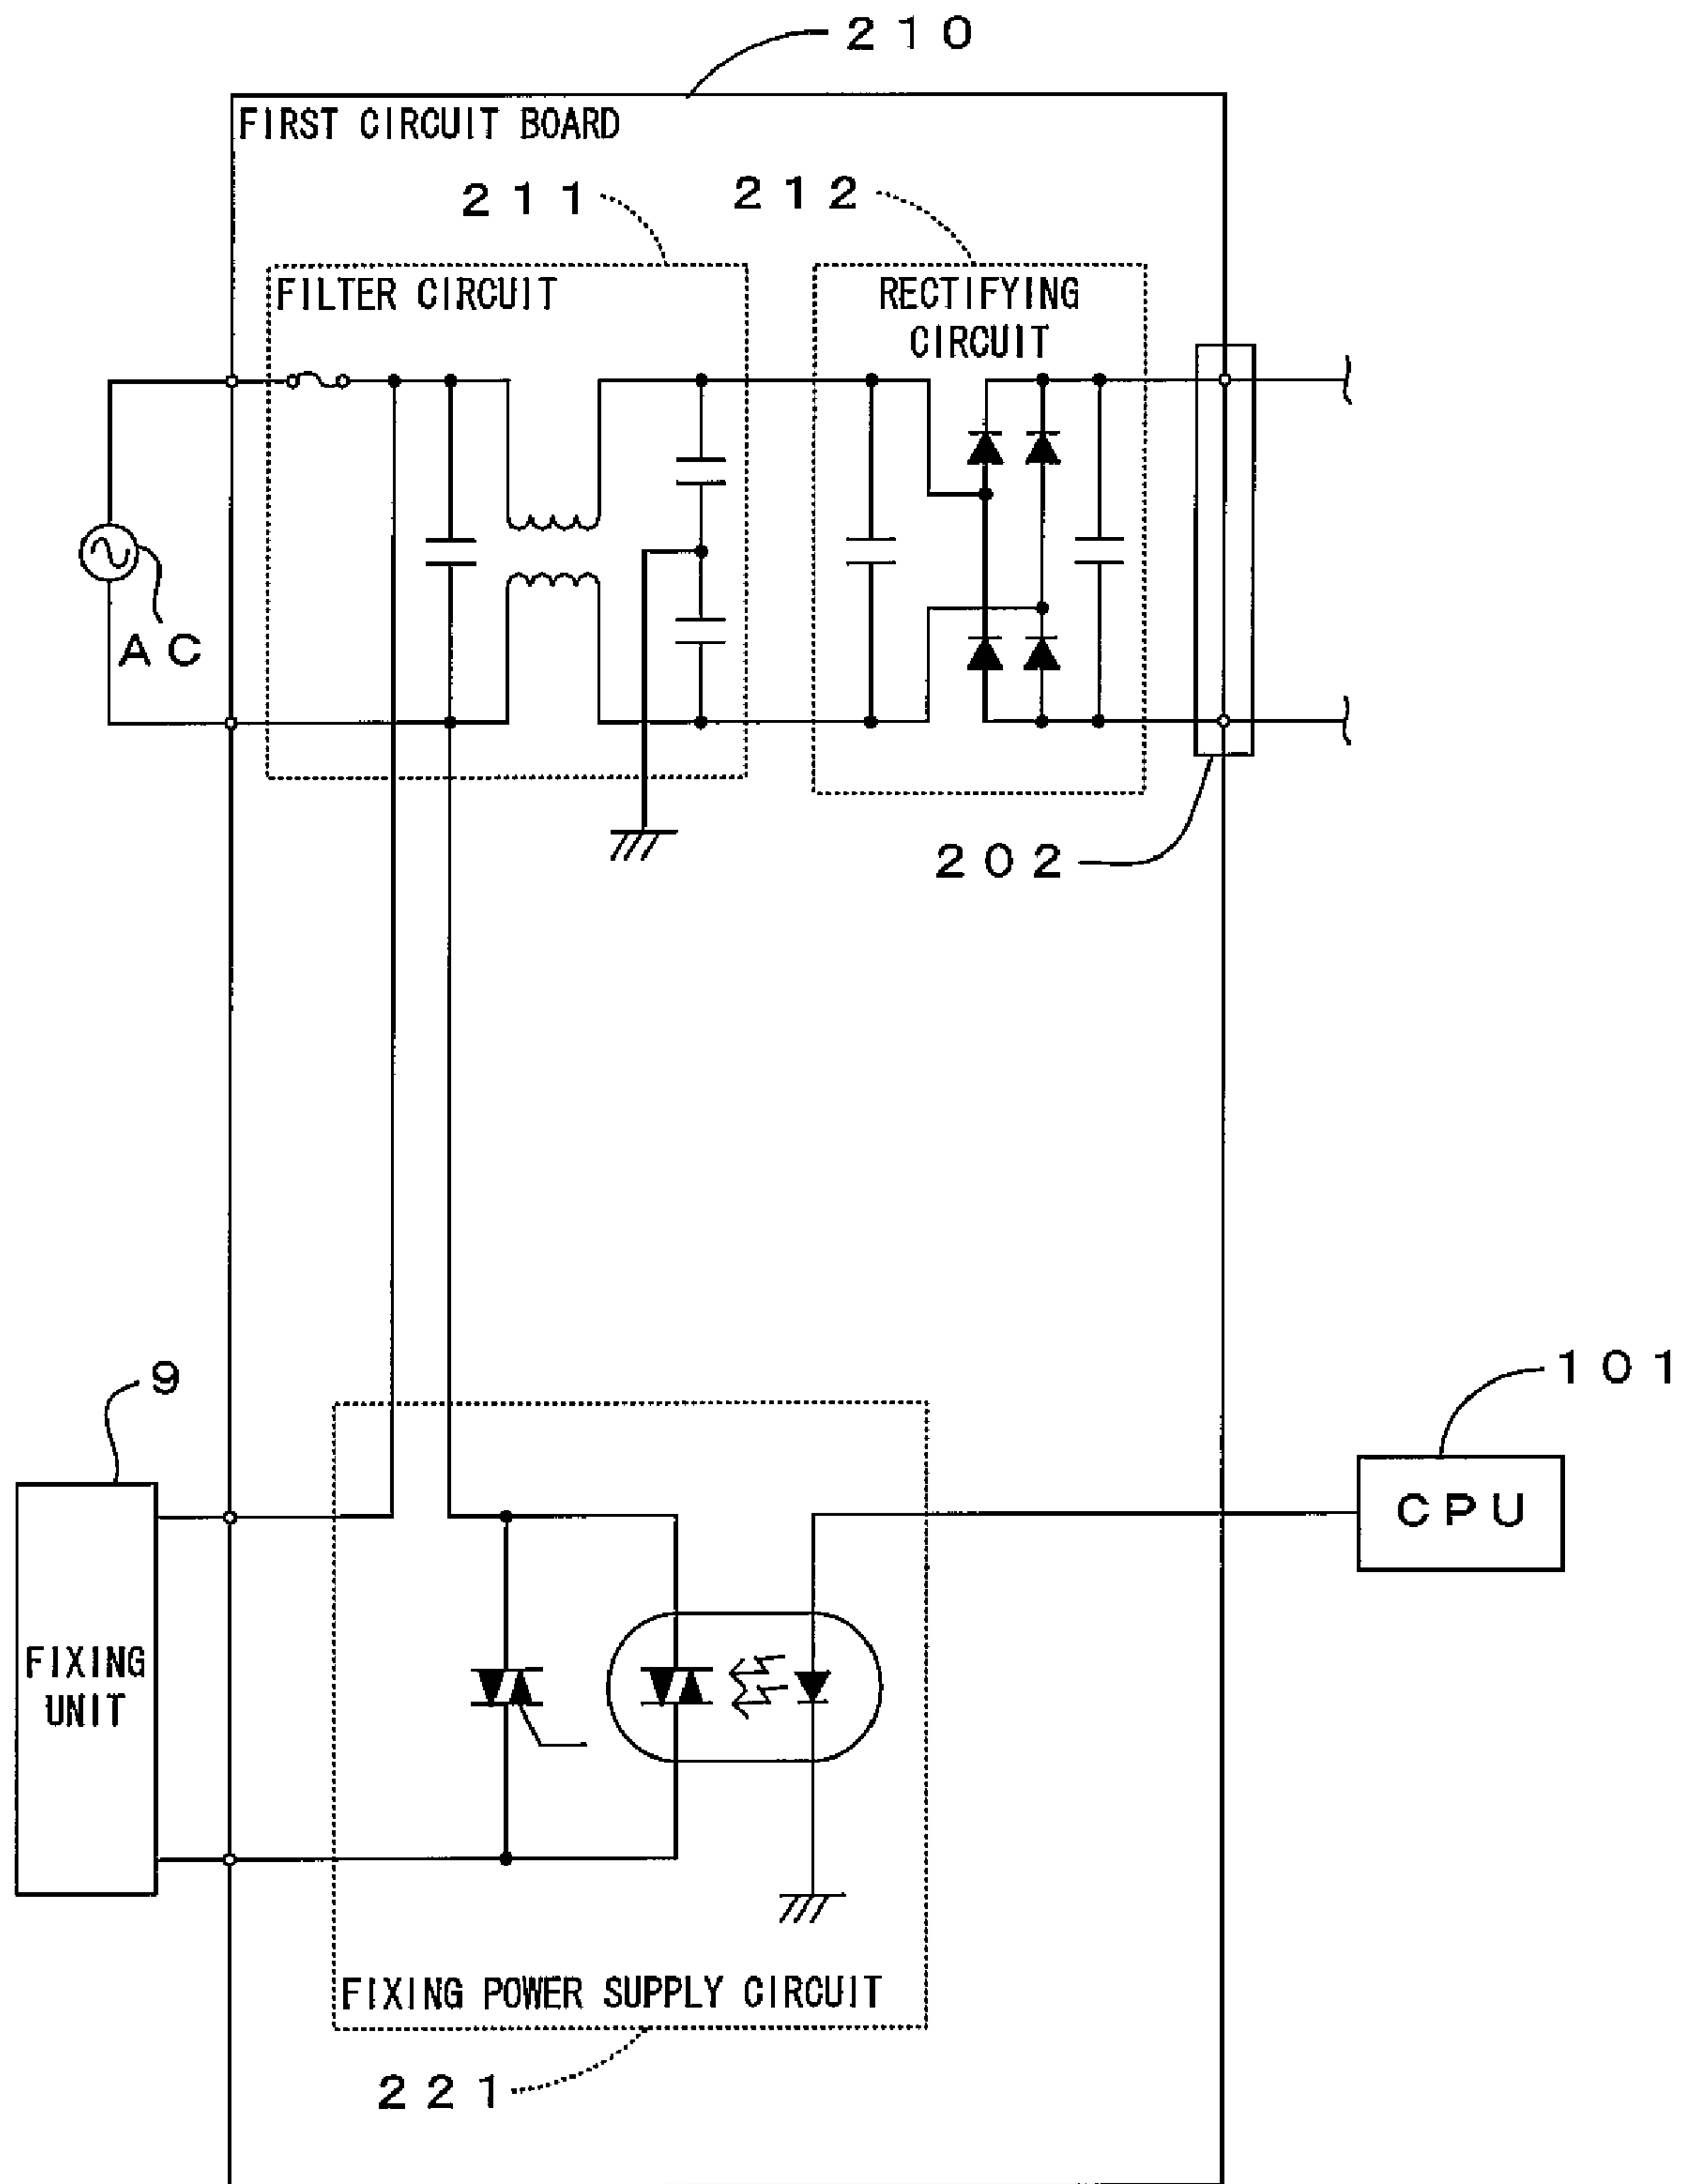 210
FIRST CIRCUIT BOARD
211
212
FILTER CIRCUIT
RECTIFYING
CIRCUIT
AC
202
9
101
CPU
FIXING
UNIT
FIXING POWER SUPPLY CIRCUIT
221